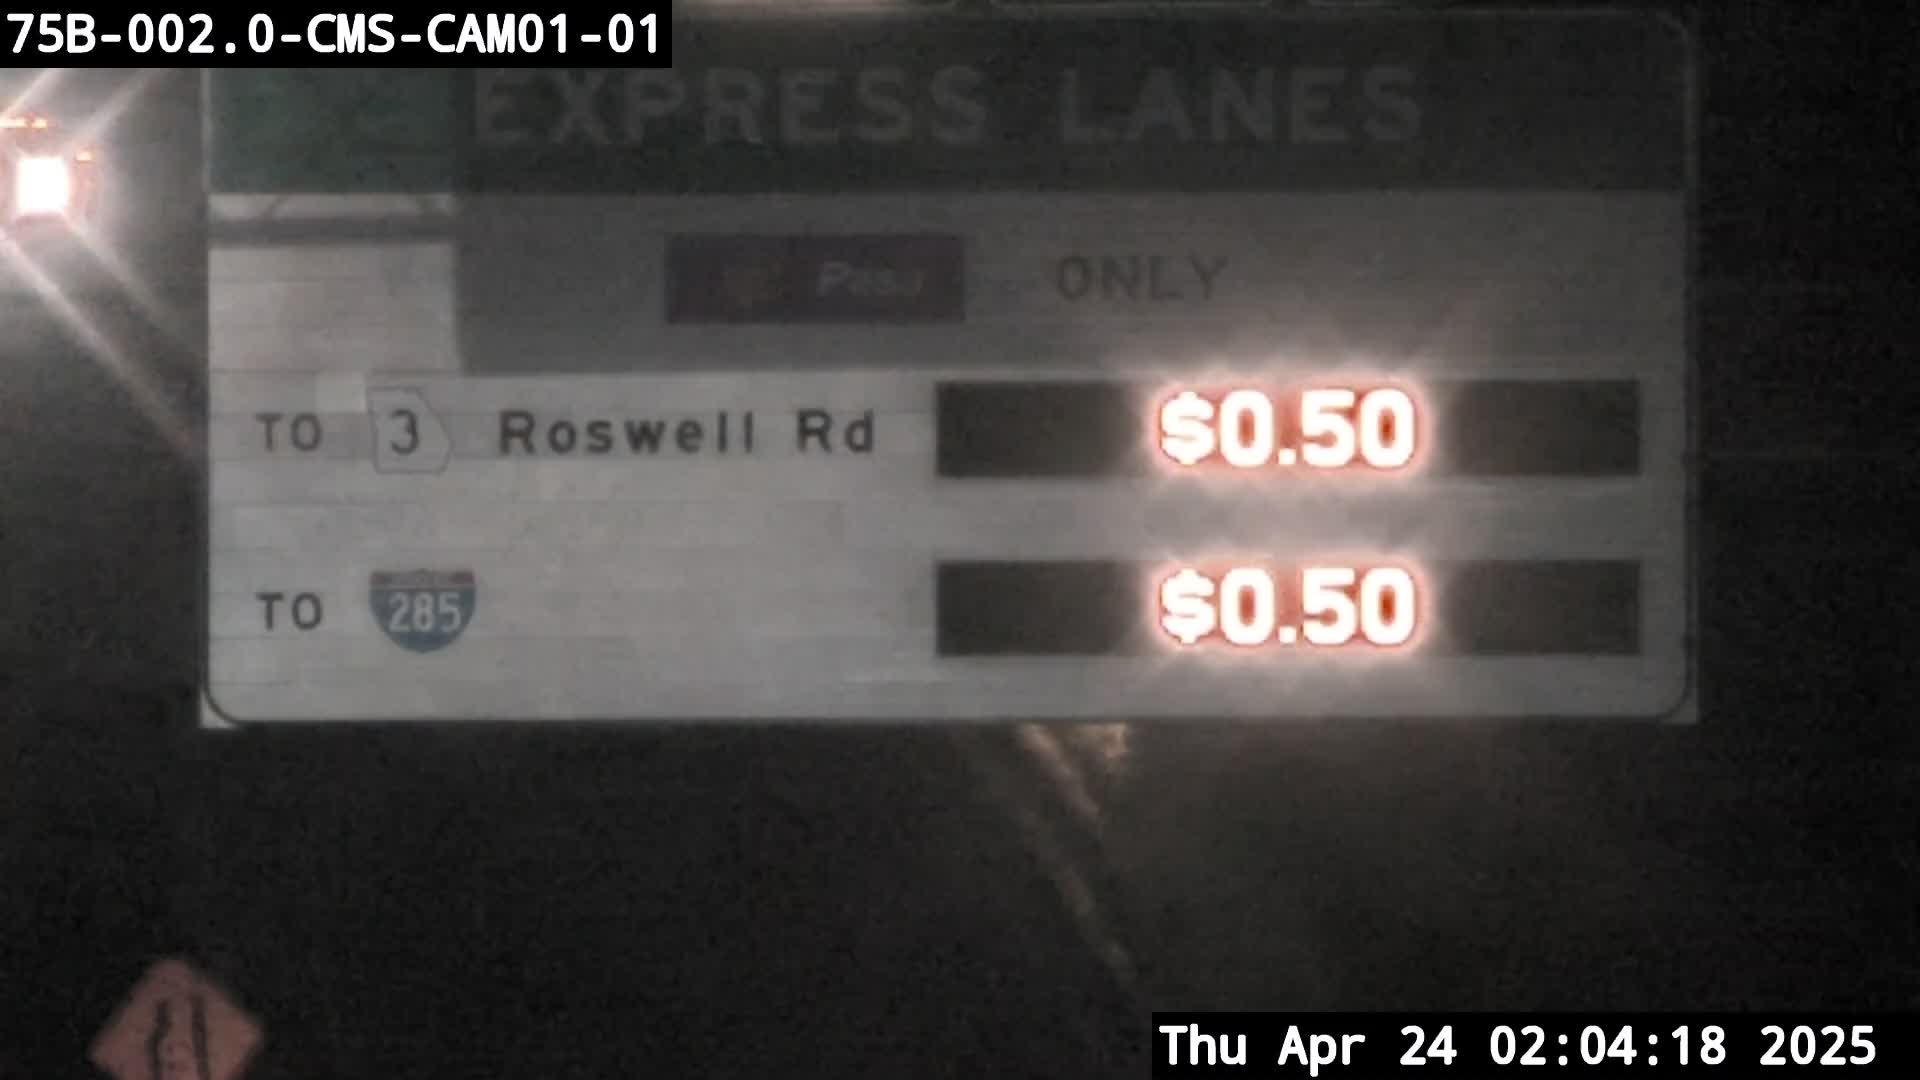 75B-002.0-CMS-CAM01-01
EXPRESS LANES
Pass ONLY
TO 3 Roswell Rd $0.50
TO 285 $0.50
Thu Apr 24 02:04:18 2025